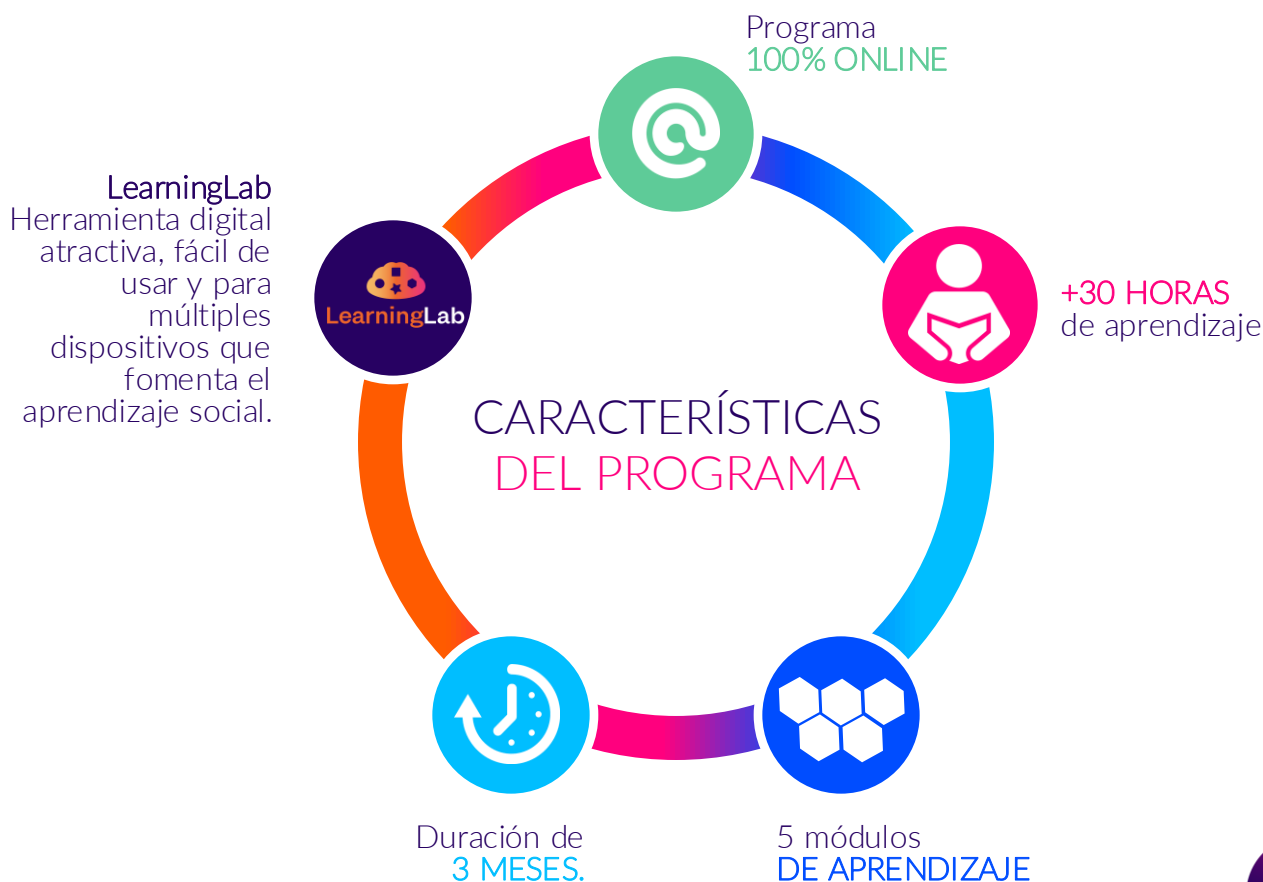 Programa
100% ONLINE
LearningLab
Herramienta digital
atractiva, fácil de
usar y para
múltiples
dispositivos que
fomenta el
aprendizaje social.
LearningLab
+30 HORAS
de aprendizaje
CARACTERÍSTICAS
DEL PROGRAMA
Duración de
3 MESES.
5 módulos
DE APRENDIZAJE